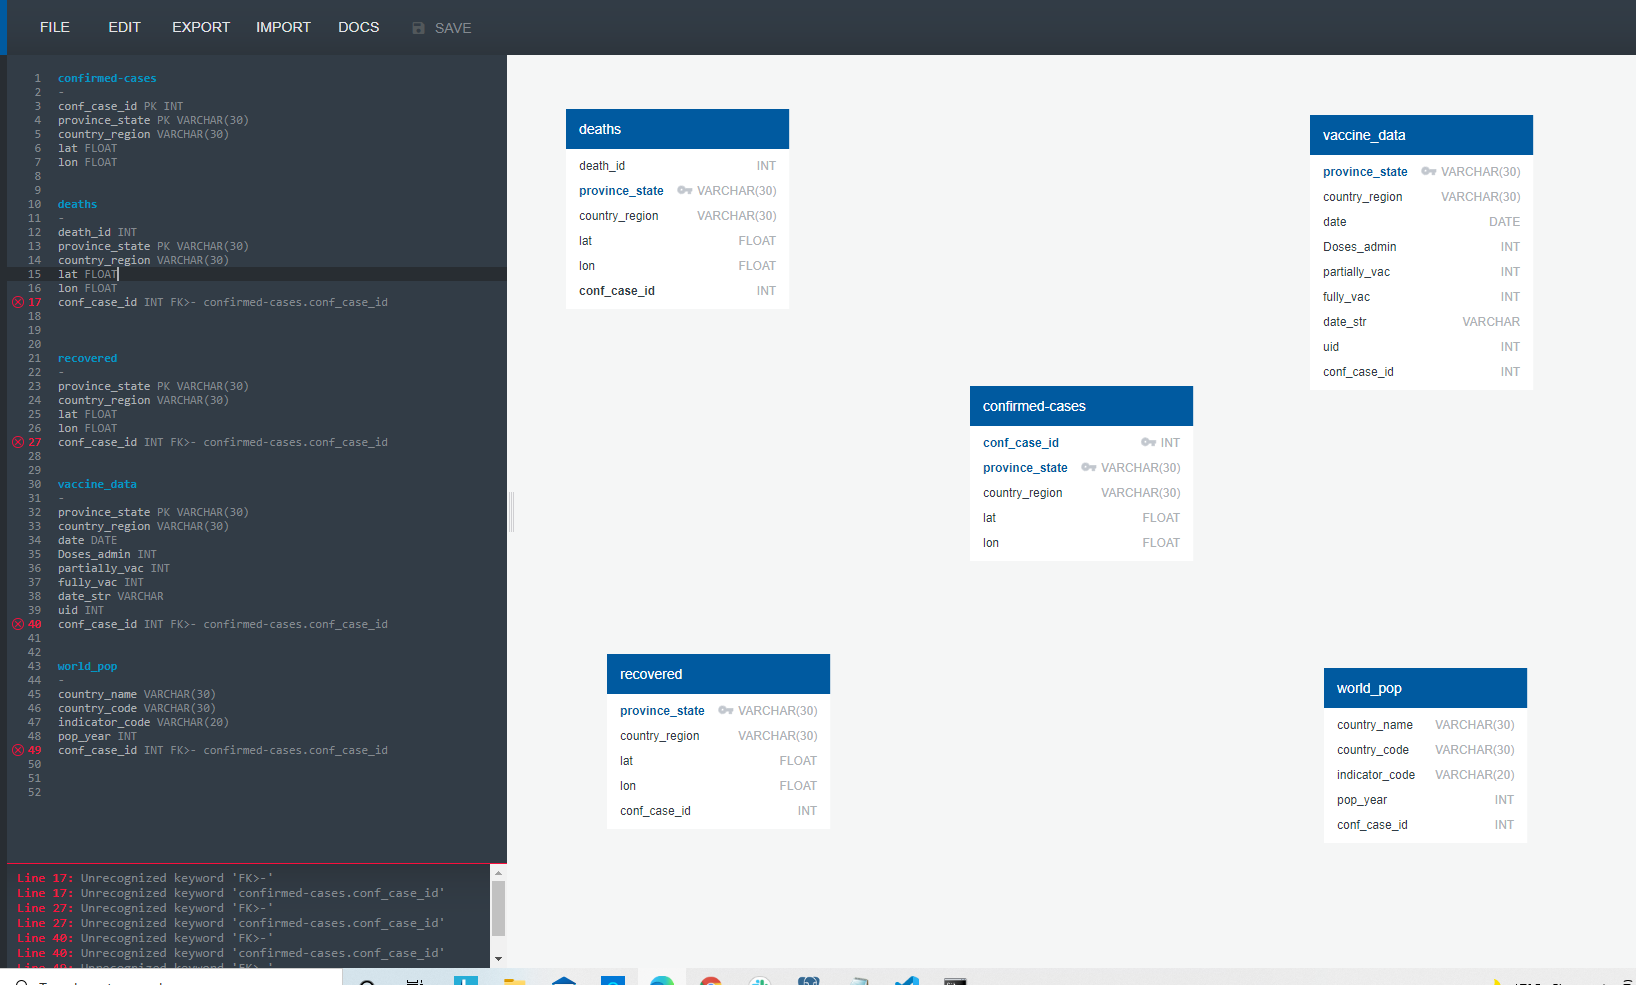 FILE EDIT EXPORT IMPORT DOCS SAVE
1 confirmed-cases
2 -
3 conf_case_id PK INT
4 province_state PK VARCHAR(30)
5 country_region VARCHAR(30)
6 lat FLOAT
7 lon FLOAT
8
9
10 deaths
11 -
12 death_id INT
13 province_state PK VARCHAR(30)
14 country_region VARCHAR(30)
15 lat FLOAT
16 lon FLOAT
17 conf_case_id INT FK>- confirmed-cases.conf_case_id
18
19
20
21 recovered
22 -
23 province_state PK VARCHAR(30)
24 country_region VARCHAR(30)
25 lat FLOAT
26 lon FLOAT
27 conf_case_id INT FK>- confirmed-cases.conf_case_id
28
29
30 vaccine_data
31 -
32 province_state PK VARCHAR(30)
33 country_region VARCHAR(30)
34 date DATE
35 Doses_admin INT
36 partially_vac INT
37 fully_vac INT
38 date_str VARCHAR
39 uid INT
40 conf_case_id INT FK>- confirmed-cases.conf_case_id
41
42
43 world_pop
44 -
45 country_name VARCHAR(30)
46 country_code VARCHAR(30)
47 indicator_code VARCHAR(20)
48 pop_year INT
49 conf_case_id INT FK>- confirmed-cases.conf_case_id
50
51
52
Line 17: Unrecognized keyword 'FK>-'
Line 17: Unrecognized keyword 'confirmed-cases.conf_case_id'
Line 27: Unrecognized keyword 'FK>-'
Line 27: Unrecognized keyword 'confirmed-cases.conf_case_id'
Line 40: Unrecognized keyword 'FK>-'
Line 40: Unrecognized keyword 'confirmed-cases.conf_case_id'
deaths
death_id INT
province_state VARCHAR(30)
country_region VARCHAR(30)
lat FLOAT
lon FLOAT
conf_case_id INT
vaccine_data
province_state VARCHAR(30)
country_region VARCHAR(30)
date DATE
Doses_admin INT
partially_vac INT
fully_vac INT
date_str VARCHAR
uid INT
conf_case_id INT
confirmed-cases
conf_case_id INT
province_state VARCHAR(30)
country_region VARCHAR(30)
lat FLOAT
lon FLOAT
recovered
province_state VARCHAR(30)
country_region VARCHAR(30)
lat FLOAT
lon FLOAT
conf_case_id INT
world_pop
country_name VARCHAR(30)
country_code VARCHAR(30)
indicator_code VARCHAR(20)
pop_year INT
conf_case_id INT